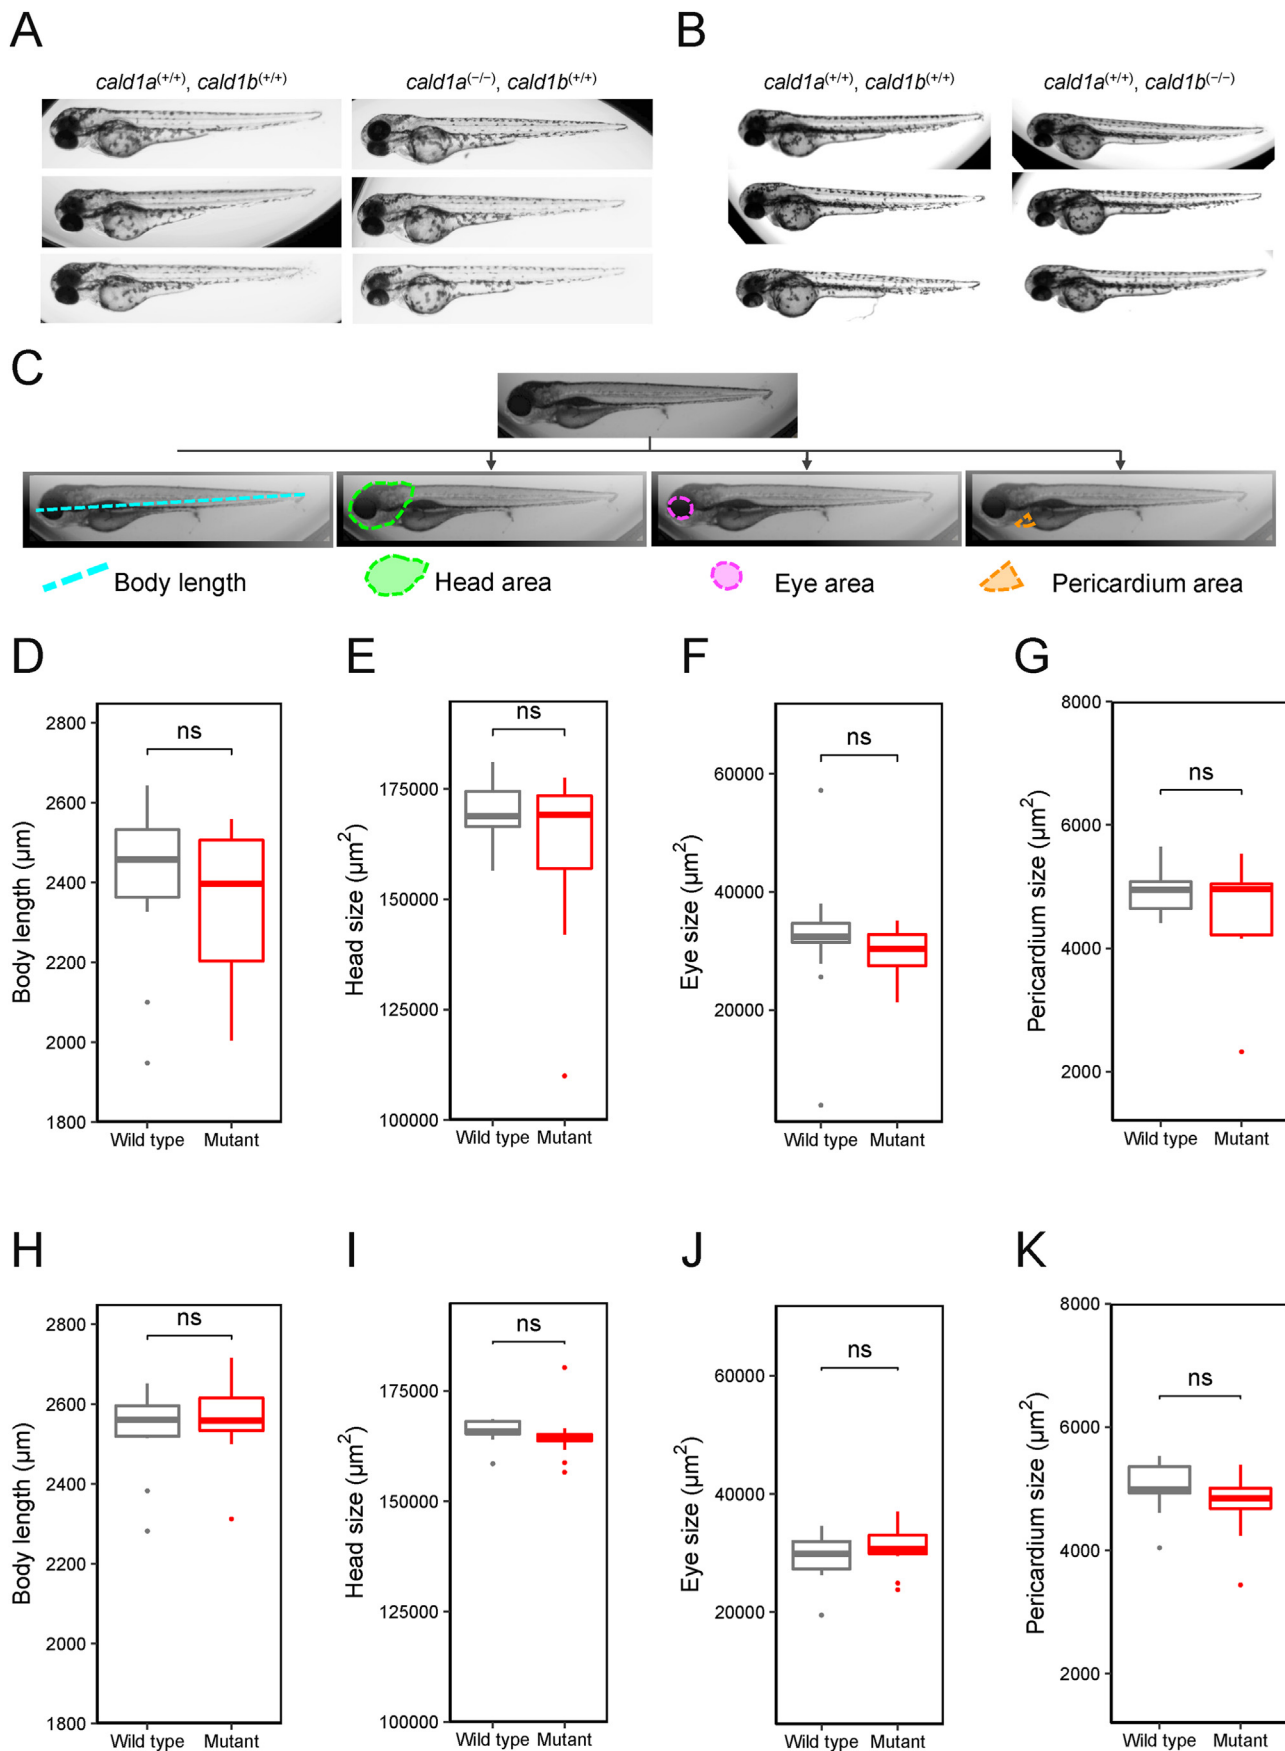 A
B
cald1a(+/+), cald1b(+/+)
cald1a(−/−), cald1b(+/+)
cald1a(+/+), cald1b(+/+)
cald1a(+/+), cald1b(−/−)
C
Body length
Head area
Eye area
Pericardium area
D
Body length (µm)
2800
2600
2400
2200
2000
1800
ns
Wild type
Mutant
E
Head size (µm²)
175000
150000
125000
100000
ns
Wild type
Mutant
F
Eye size (µm²)
60000
40000
20000
ns
Wild type
Mutant
G
Pericardium size (µm²)
8000
6000
4000
2000
ns
Wild type
Mutant
H
Body length (µm)
2800
2600
2400
2200
2000
1800
ns
Wild type
Mutant
I
Head size (µm²)
175000
150000
125000
100000
ns
Wild type
Mutant
J
Eye size (µm²)
60000
40000
20000
ns
Wild type
Mutant
K
Pericardium size (µm²)
8000
6000
4000
2000
ns
Wild type
Mutant